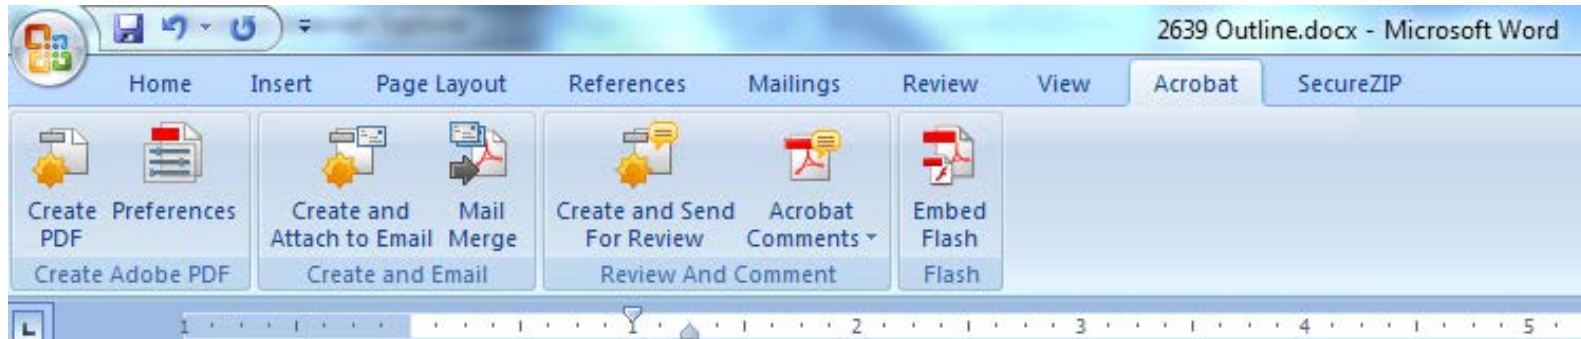 2639 Outline.docx - Microsoft Word
Home Insert Page Layout References Mailings Review View Acrobat SecureZIP
Create Preferences Create and Mail Create and Send Acrobat Embed
PDF Attach to Email Merge For Review Comments Flash
Create Adobe PDF Create and Email Review And Comment Flash
L 1 1 2 3 4 5